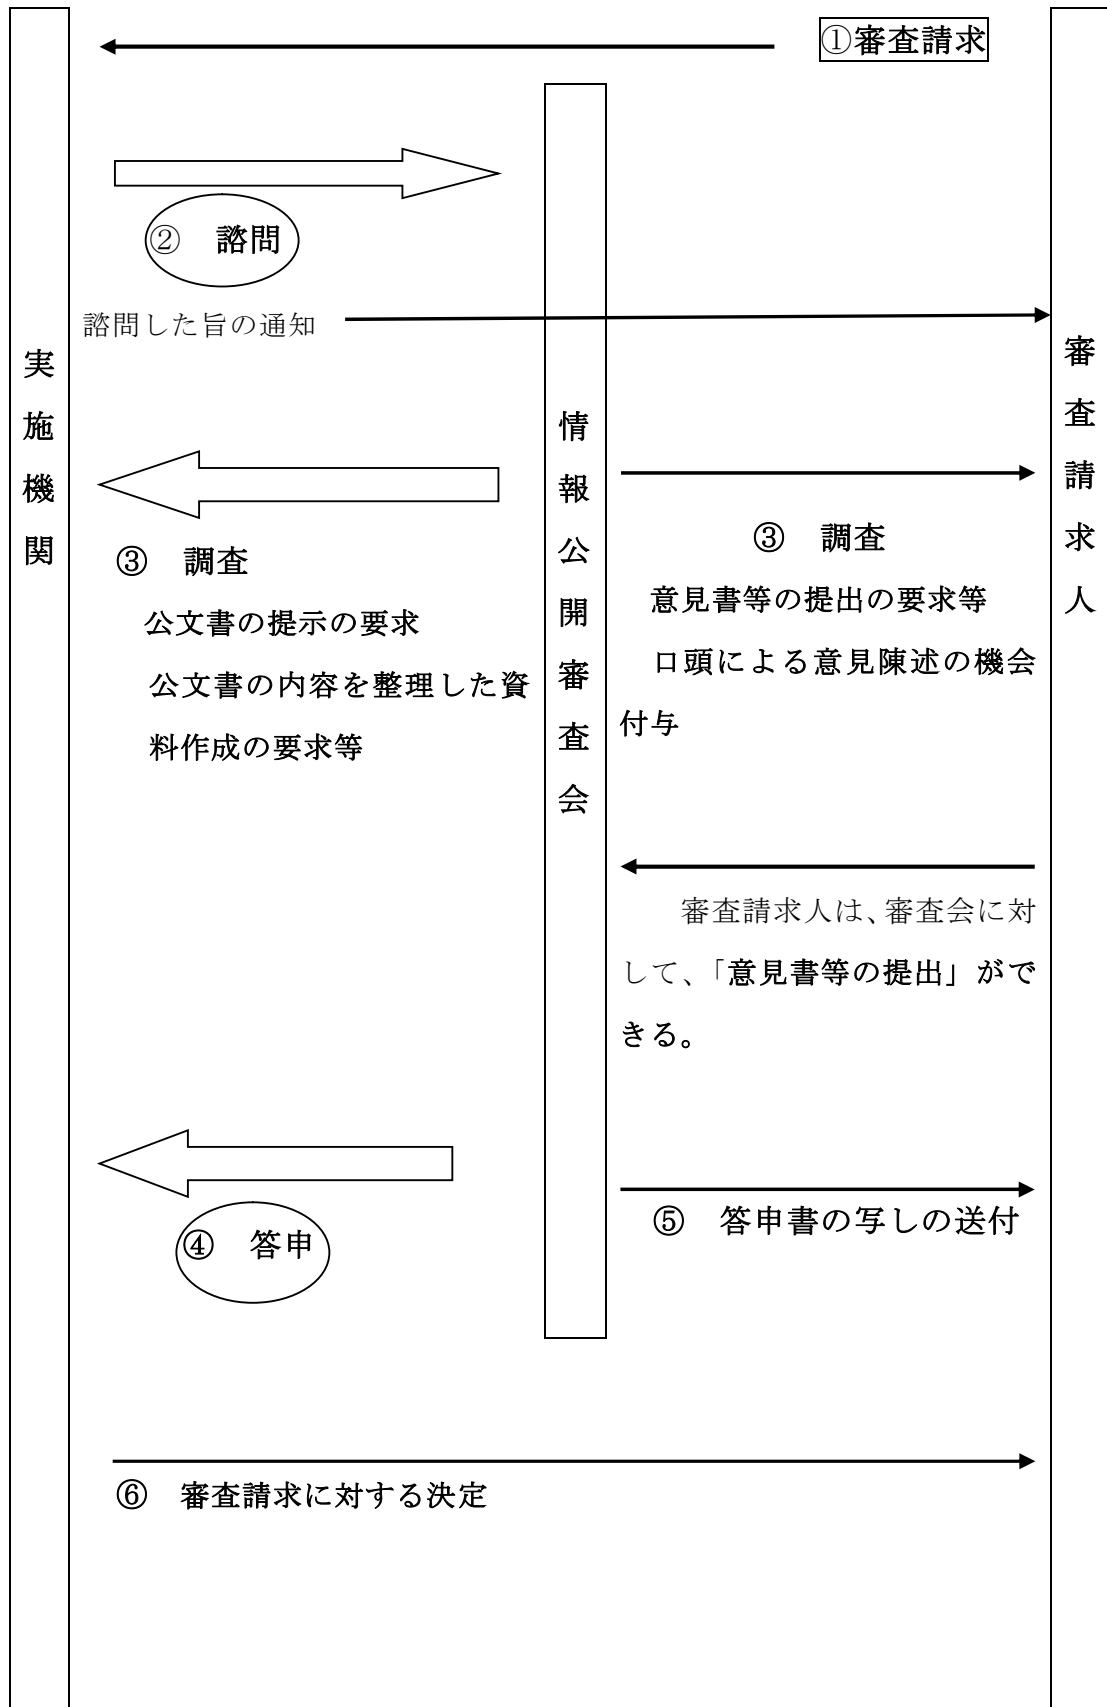 ①審査請求
② 諮問
諮問した旨の通知
実施機関
情報公開審査会
審査請求人
③ 調査
公文書の提示の要求
公文書の内容を整理した資
料作成の要求等
③ 調査
意見書等の提出の要求等
口頭による意見陳述の機会
付与
審査請求人は、審査会に対
して、「意見書等の提出」がで
きる。
④ 答申
⑤ 答申書の写しの送付
⑥ 審査請求に対する決定